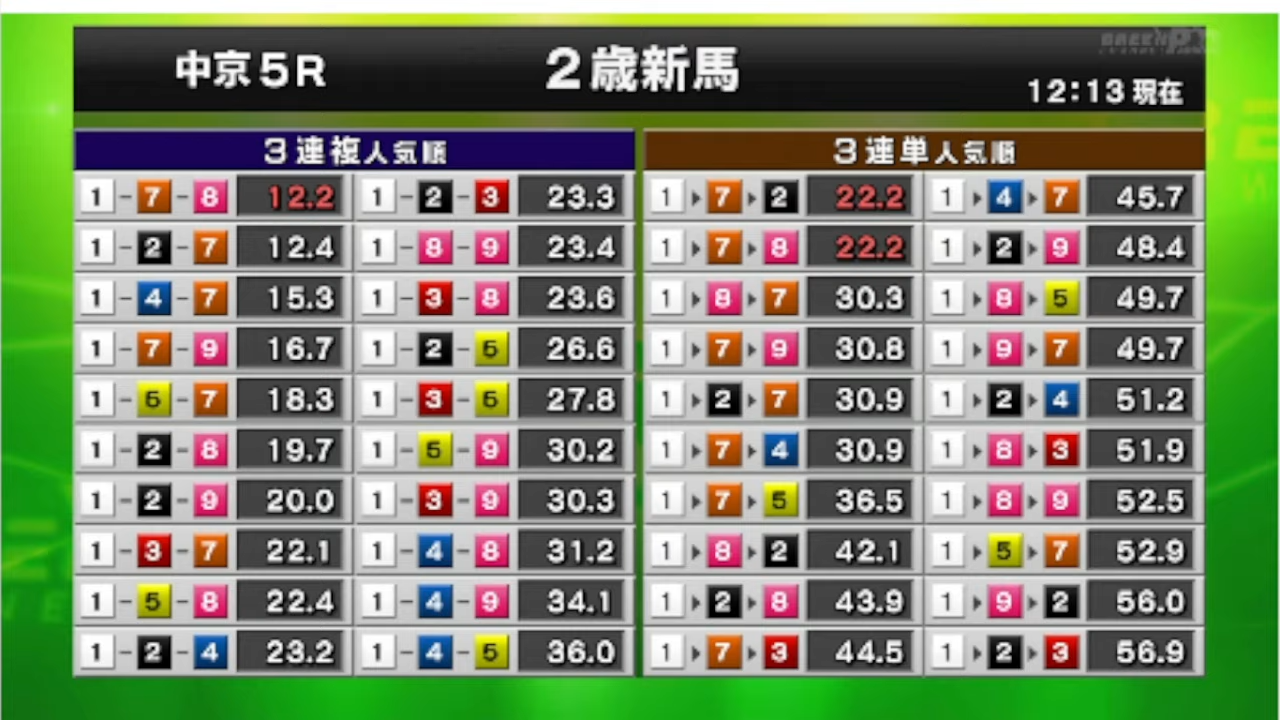 GREEN
中京5R
2歳新馬
12:13現在
3連複人気順
3連単人気順
1-7-8 12.2 1-2-3 23.3 1▸7▸2 22.2 1▸4▸7 45.7
1-2-7 12.4 1-8-9 23.4 1▸7▸8 22.2 1▸2▸9 48.4
1-4-7 15.3 1-3-8 23.6 1▸8▸7 30.3 1▸8▸5 49.7
1-7-9 16.7 1-2-5 26.6 1▸7▸9 30.8 1▸9▸7 49.7
1-5-7 18.3 1-3-5 27.8 1▸2▸7 30.9 1▸2▸4 51.2
1-2-8 19.7 1-5-9 30.2 1▸7▸4 30.9 1▸8▸3 51.9
1-2-9 20.0 1-3-9 30.3 1▸7▸5 36.5 1▸8▸9 52.5
1-3-7 22.1 1-4-8 31.2 1▸8▸2 42.1 1▸5▸7 52.9
1-5-8 22.4 1-4-9 34.1 1▸2▸8 43.9 1▸9▸2 56.0
1-2-4 23.2 1-4-5 36.0 1▸7▸3 44.5 1▸2▸3 56.9